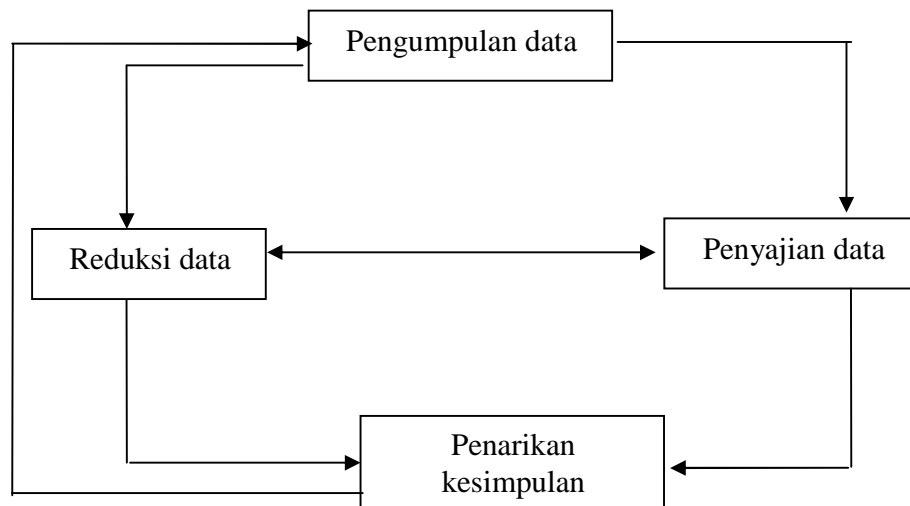 Pengumpulan data
Reduksi data
Penyajian data
Penarikan
kesimpulan